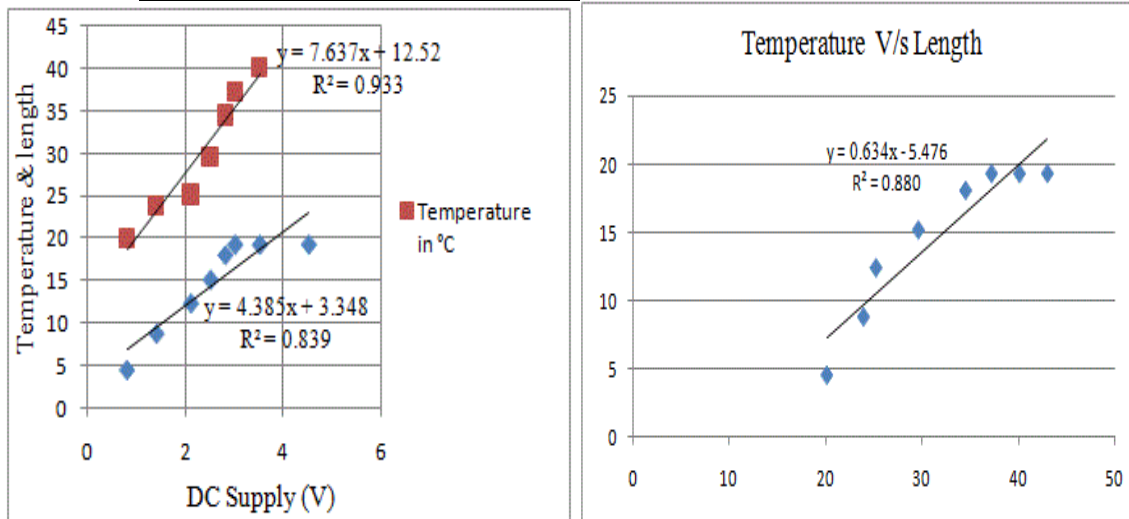 45
40
35
30
25
20
15
10
5
0
Temperature & length
y = 7.637x + 12.52
R² = 0.933
y = 4.385x + 3.348
R² = 0.839
Temperature
in °C
0 2 4 6
DC Supply (V)
Temperature V/s Length
25
20
15
10
5
0
y = 0.634x - 5.476
R² = 0.880
0 10 20 30 40 50